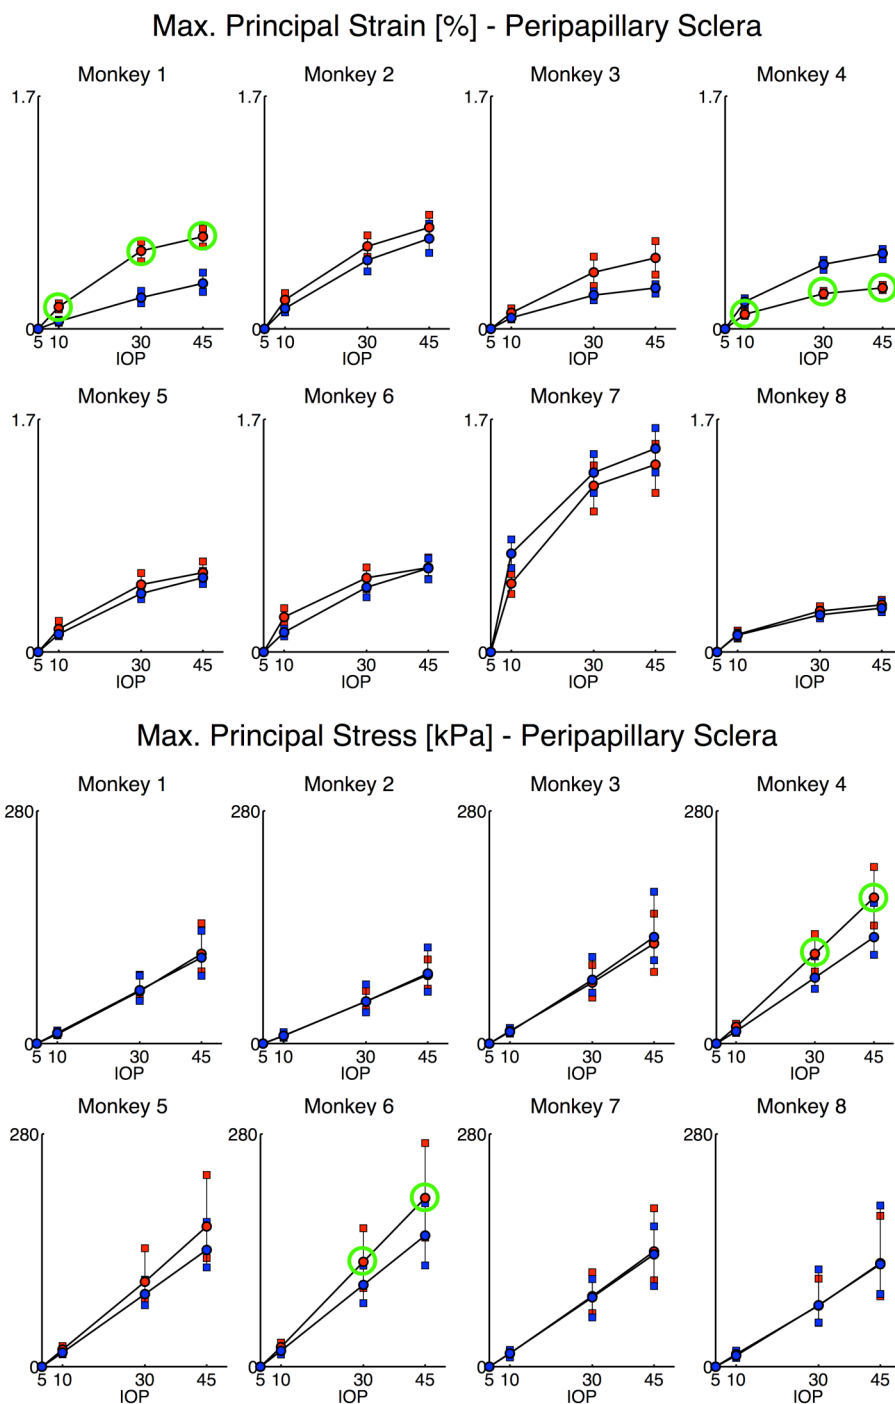 Max. Principal Strain [%] - Peripapillary Sclera
Monkey 1 Monkey 2 Monkey 3 Monkey 4
1.7 1.7 1.7 1.7
0 0 0 0
5 10 30 45 5 10 30 45 5 10 30 45 5 10 30 45
IOP IOP IOP IOP
Monkey 5 Monkey 6 Monkey 7 Monkey 8
1.7 1.7 1.7 1.7
0 0 0 0
5 10 30 45 5 10 30 45 5 10 30 45 5 10 30 45
IOP IOP IOP IOP
Max. Principal Stress [kPa] - Peripapillary Sclera
Monkey 1 Monkey 2 Monkey 3 Monkey 4
280 280 280 280
0 0 0 0
5 10 30 45 5 10 30 45 5 10 30 45 5 10 30 45
IOP IOP IOP IOP
Monkey 5 Monkey 6 Monkey 7 Monkey 8
280 280 280 280
0 0 0 0
5 10 30 45 5 10 30 45 5 10 30 45 5 10 30 45
IOP IOP IOP IOP